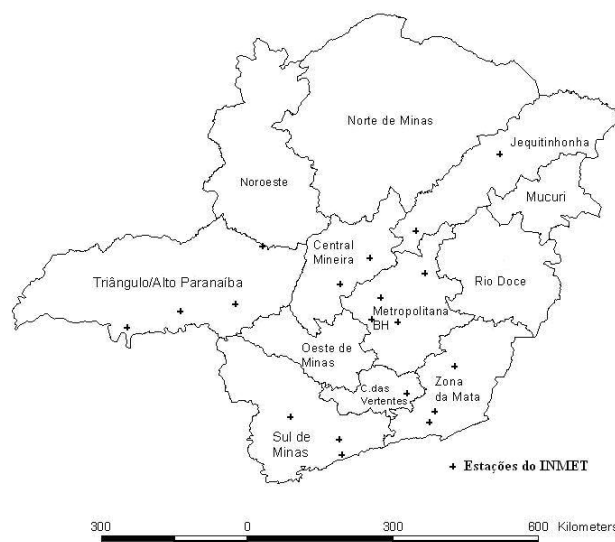 Norte de Minas
Jequitinhonha
Noroeste
Mucuri
Central
Mineira
Triângulo/Alto Paranaíba
Rio Doce
Metropolitana
BH
Oeste de
Minas
C.das
Vertentes
Zona
da Mata
Sul de
Minas
Estações do INMET
300 0 300 600 Kilometers